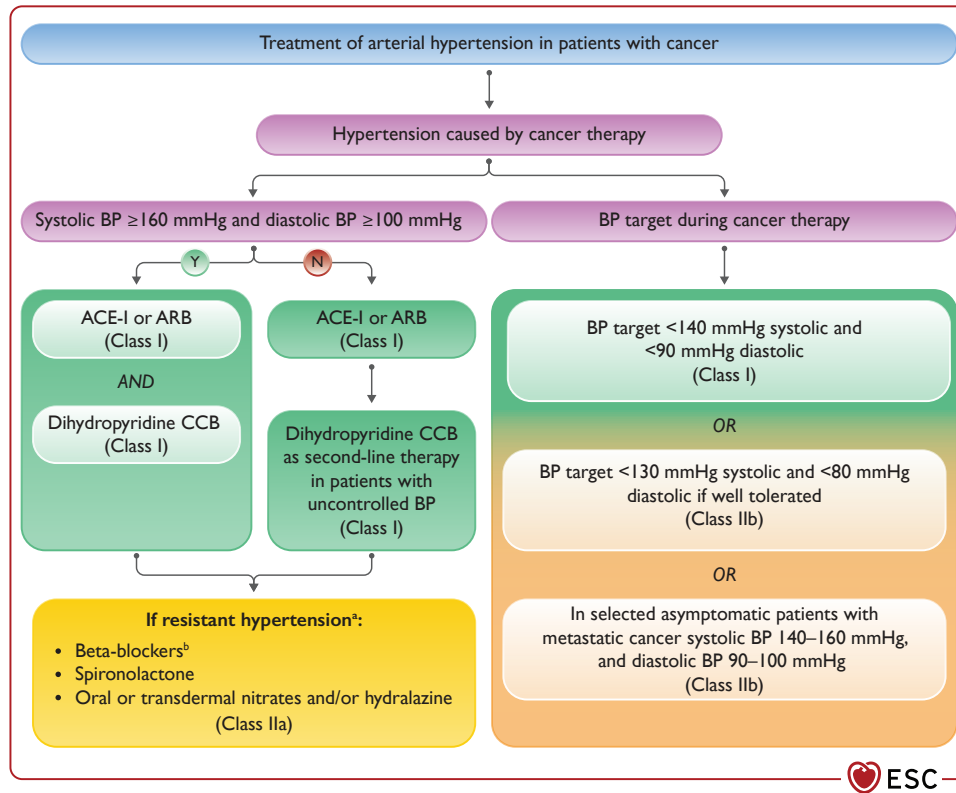 Treatment of arterial hypertension in patients with cancer
Hypertension caused by cancer therapy
Systolic BP ≥160 mmHg and diastolic BP ≥100 mmHg
Y
N
ACE-I or ARB
(Class I)
AND
Dihydropyridine CCB
(Class I)
ACE-I or ARB
(Class I)
Dihydropyridine CCB
as second-line therapy
in patients with
uncontrolled BP
(Class I)
If resistant hypertensionᵃ:
• Beta-blockersᵇ
• Spironolactone
• Oral or transdermal nitrates and/or hydralazine
(Class IIa)
BP target during cancer therapy
BP target <140 mmHg systolic and
<90 mmHg diastolic
(Class I)
OR
BP target <130 mmHg systolic and <80 mmHg
diastolic if well tolerated
(Class IIb)
OR
In selected asymptomatic patients with
metastatic cancer systolic BP 140–160 mmHg,
and diastolic BP 90–100 mmHg
(Class IIb)
ESC